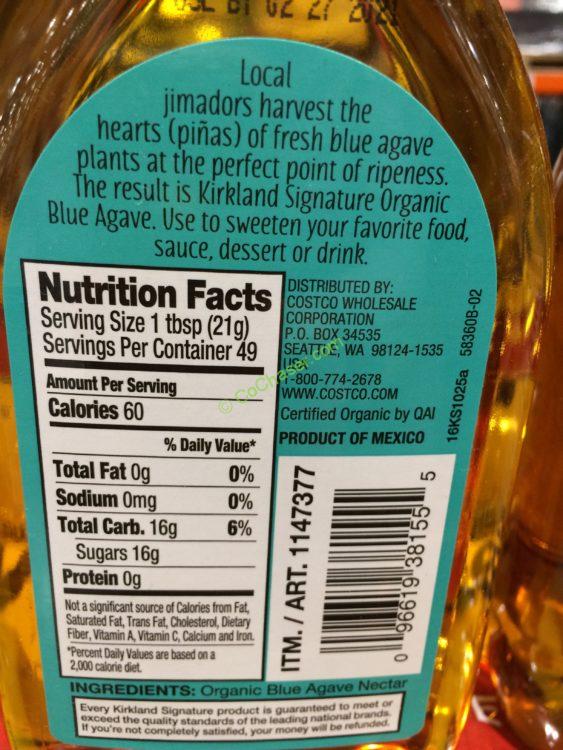 Local
jimadors harvest the
hearts (piñas) of fresh blue agave
plants at the perfect point of ripeness.
The result is Kirkland Signature Organic
Blue Agave. Use to sweeten your favorite food,
sauce, dessert or drink.
Nutrition Facts
Serving Size 1 tbsp (21g)
Servings Per Container 49
Amount Per Serving
Calories 60
% Daily Value*
Total Fat 0g 0%
Sodium 0mg 0%
Total Carb. 16g 6%
Sugars 16g
Protein 0g
Not a significant source of Calories from Fat,
Saturated Fat, Trans Fat, Cholesterol, Dietary
Fiber, Vitamin A, Vitamin C, Calcium and Iron.
*Percent Daily Values are based on a
2,000 calorie diet.
DISTRIBUTED BY:
COSTCO WHOLESALE
CORPORATION
P.O. BOX 34535
SEATTLE, WA 98124-1535
-800-774-2678
WWW.COSTCO.COM
Certified Organic by QAI
PRODUCT OF MEXICO
16KS1025a 58360B-02
© CoChaser.com
ITM. / ART. 1147377
0 96619 38155 5
INGREDIENTS: Organic Blue Agave Nectar
Every Kirkland Signature product is guaranteed to meet or
exceed the quality standards of the leading national brands.
If you're not completely satisfied, your money will be refunded.